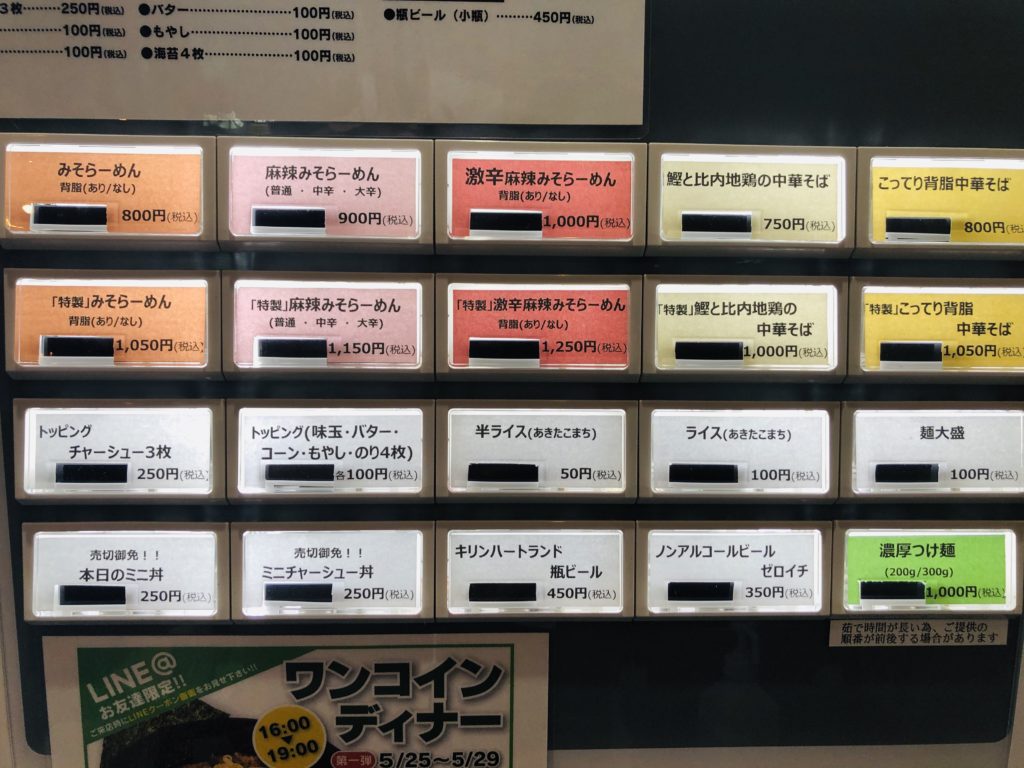 3枚………250円(税込)
●バター………………100円(税込)
●瓶ビール（小瓶）………450円(税込)
100円(税込)
●もやし………………100円(税込)
100円(税込)
●海苔４枚……………100円(税込)
みそらーめん
背脂(あり/なし)
800円(税込)
麻辣みそらーめん
(普通 ・ 中辛 ・ 大辛)
900円(税込)
激辛麻辣みそらーめん
背脂(あり/なし)
1,000円(税込)
鰹と比内地鶏の中華そば
750円(税込)
こってり背脂中華そば
800円(税込
「特製」みそらーめん
背脂(あり/なし)
1,050円(税込)
「特製」麻辣みそらーめん
(普通 ・ 中辛 ・ 大辛)
1,150円(税込)
「特製」激辛麻辣みそらーめん
背脂(あり/なし)
1,250円(税込)
「特製」鰹と比内地鶏の
中華そば
1,000円(税込)
「特製」こってり背脂
中華そば
1,050円(税込
トッピング
チャーシュー３枚
250円(税込)
トッピング(味玉・バター・
コーン・もやし・のり４枚)
各100円(税込)
半ライス(あきたこまち)
50円(税込)
ライス(あきたこまち)
100円(税込)
麺大盛
100円(税込)
売切御免！！
本日のミニ丼
250円(税込)
売切御免！！
ミニチャーシュー丼
250円(税込)
キリンハートランド
瓶ビール
450円(税込)
ノンアルコールビール
ゼロイチ
350円(税込)
濃厚つけ麺
(200g/300g)
1,000円(税込)
茹で時間が長い為、ご提供の
順番が前後する場合があります
LINE@
お友達限定!!
ご来店時にLINEクーポン画面をお見せ下さい!!
ワンコイン
ディナー
16:00
▼
19:00
第一弾 5/25～5/29